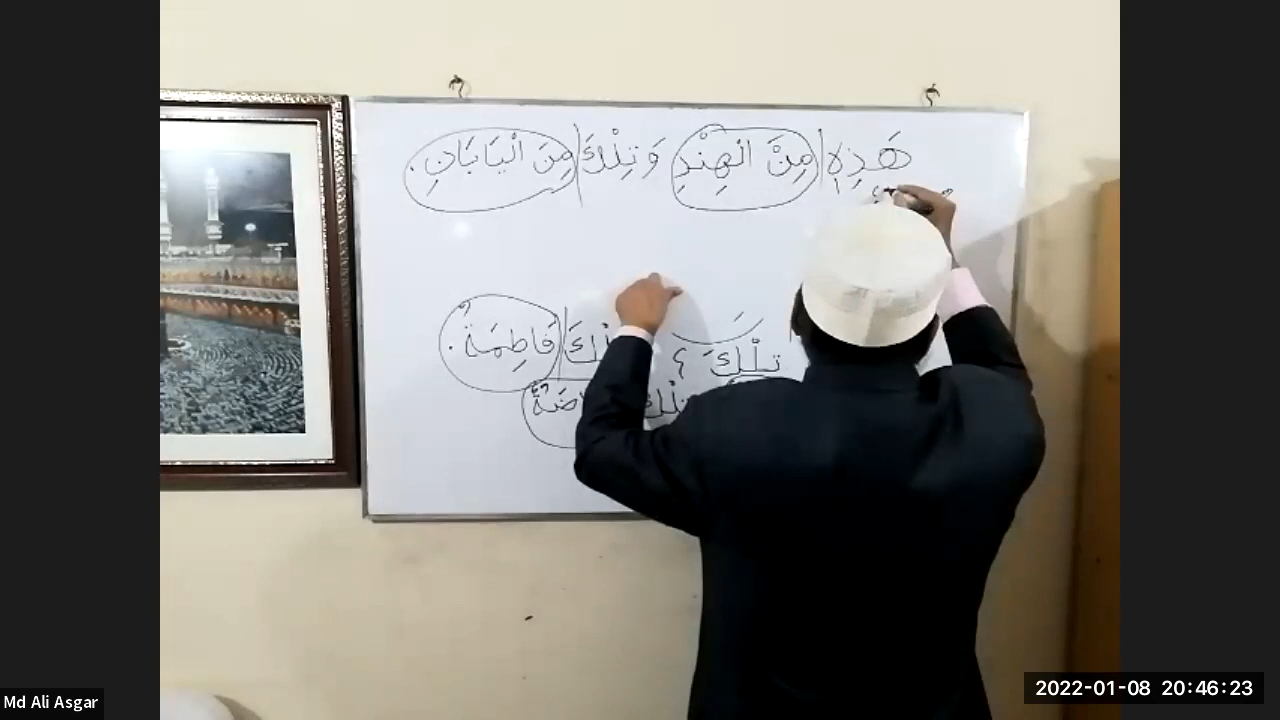 هَذِهِ مِنَ الْهِنْدِ وَتِلْكَ مِنَ الْيَابَانِ.
تِلْكَ ؟ فَاطِمَةُ.
Md Ali Asgar
2022-01-08 20:46:23